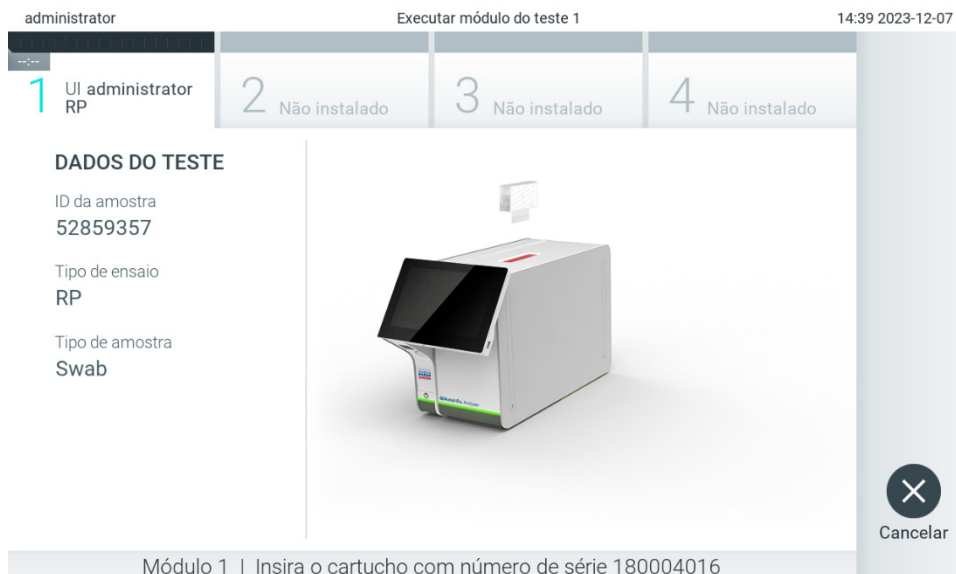 administrator
Executar módulo do teste 1
14:39 2023-12-07
--:--
1 UI administrator
RP
2 Não instalado
3 Não instalado
4 Não instalado
DADOS DO TESTE
ID da amostra
52859357
Tipo de ensaio
RP
Tipo de amostra
Swab
Cancelar
Módulo 1 | Insira o cartucho com número de série 180004016